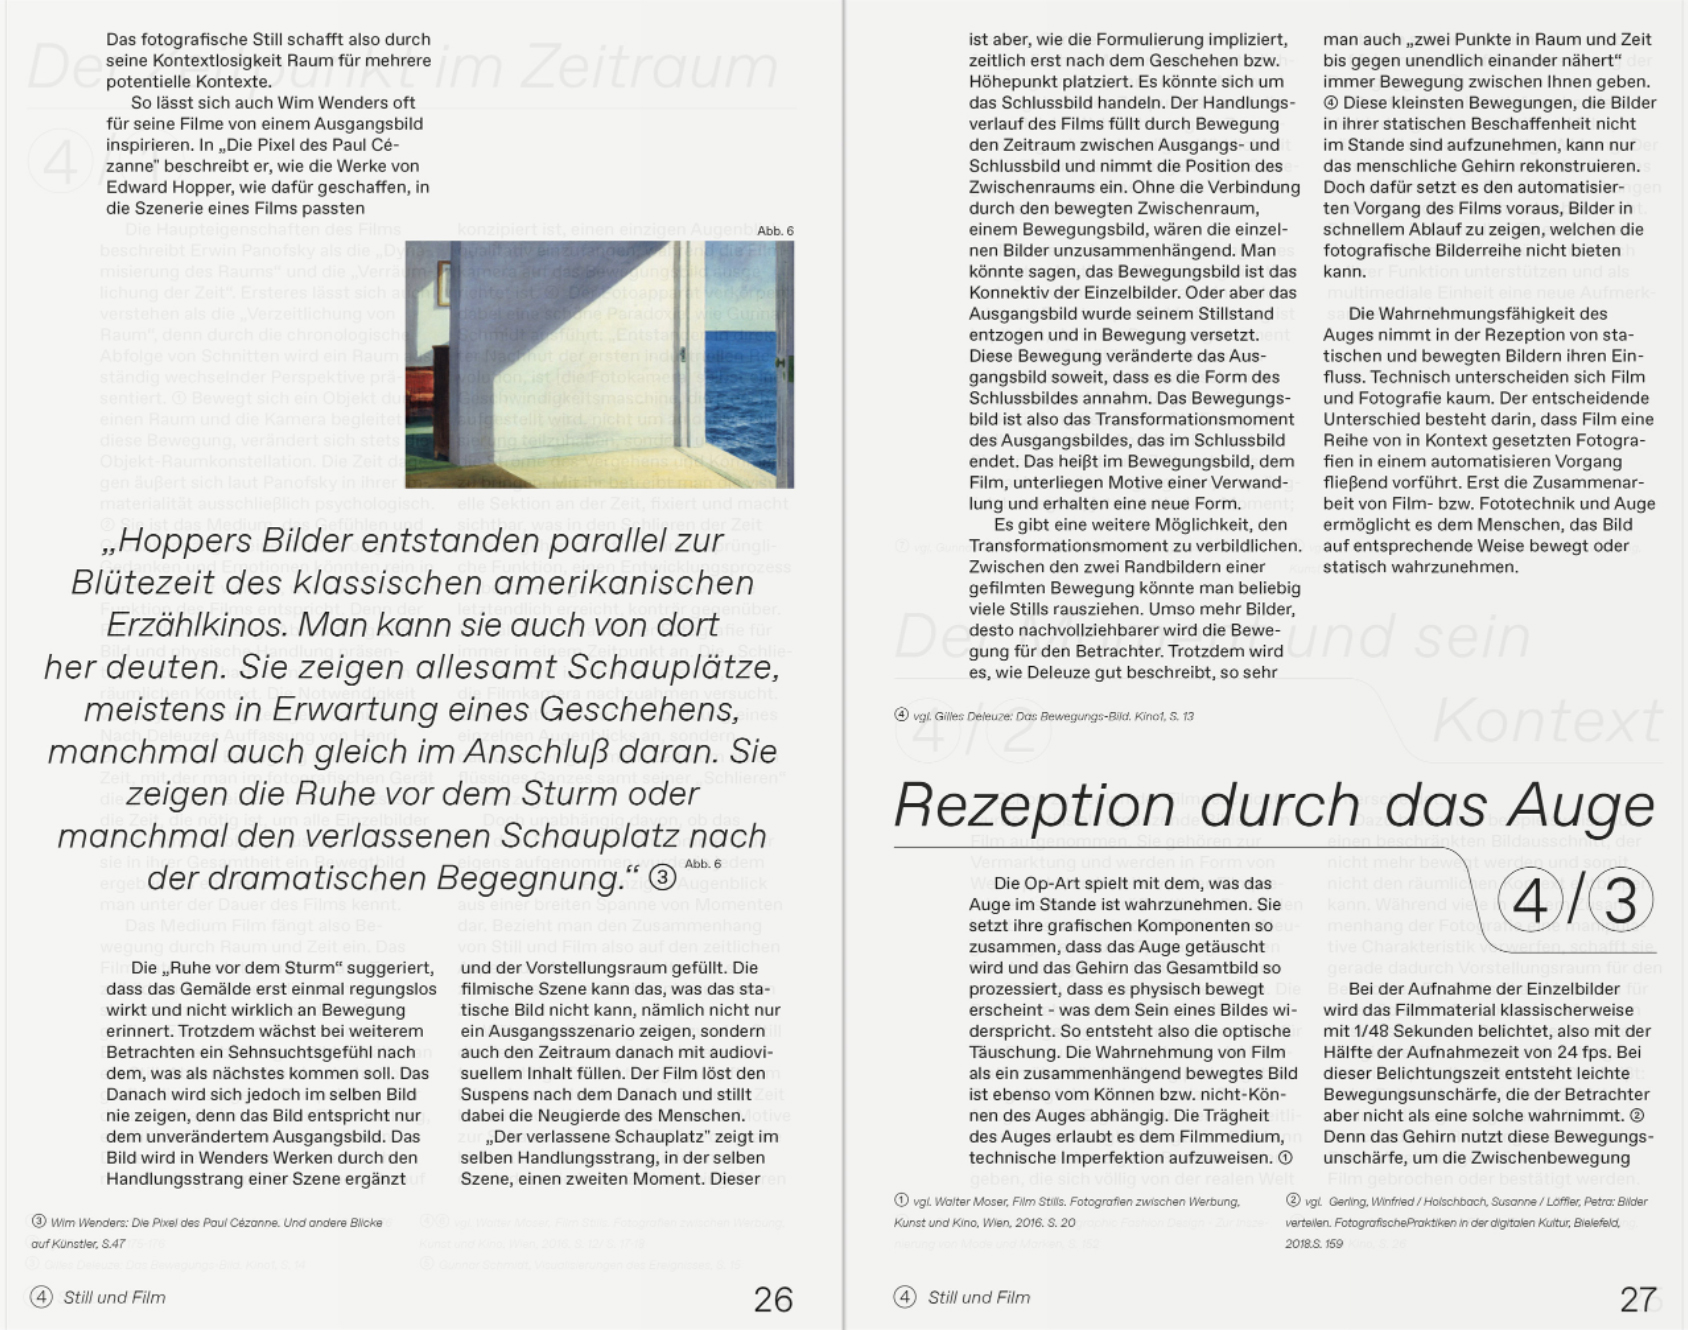 Das fotografische Still schafft also durch
seine Kontextlosigkeit Raum für mehrere
potentielle Kontexte.
So lässt sich auch Wim Wenders oft
für seine Filme von einem Ausgangsbild
inspirieren. In „Die Pixel des Paul Cé-
zanne" beschreibt er, wie die Werke von
Edward Hopper, wie dafür geschaffen, in
die Szenerie eines Films passten
Abb. 6
„Hoppers Bilder entstanden parallel zur
Blütezeit des klassischen amerikanischen
Erzählkinos. Man kann sie auch von dort
her deuten. Sie zeigen allesamt Schauplätze,
meistens in Erwartung eines Geschehens,
manchmal auch gleich im Anschluß daran. Sie
zeigen die Ruhe vor dem Sturm oder
manchmal den verlassenen Schauplatz nach
der dramatischen Begegnung.“ ③ Abb. 6
Die „Ruhe vor dem Sturm“ suggeriert,
dass das Gemälde erst einmal regungslos
wirkt und nicht wirklich an Bewegung
erinnert. Trotzdem wächst bei weiterem
Betrachten ein Sehnsuchtsgefühl nach
dem, was als nächstes kommen soll. Das
Danach wird sich jedoch im selben Bild
nie zeigen, denn das Bild entspricht nur
dem unverändertem Ausgangsbild. Das
Bild wird in Wenders Werken durch den
Handlungsstrang einer Szene ergänzt
und der Vorstellungsraum gefüllt. Die
filmische Szene kann das, was das sta-
tische Bild nicht kann, nämlich nicht nur
ein Ausgangsszenario zeigen, sondern
auch den Zeitraum danach mit audiovi-
suellem Inhalt füllen. Der Film löst den
Suspens nach dem Danach und stillt
dabei die Neugierde des Menschen.
„Der verlassene Schauplatz" zeigt im
selben Handlungsstrang, in der selben
Szene, einen zweiten Moment. Dieser
③ Wim Wenders: Die Pixel des Paul Cézanne. Und andere Blicke
auf Künstler, S.47
④ Still und Film
26
ist aber, wie die Formulierung impliziert,
zeitlich erst nach dem Geschehen bzw.
Höhepunkt platziert. Es könnte sich um
das Schlussbild handeln. Der Handlungs-
verlauf des Films füllt durch Bewegung
den Zeitraum zwischen Ausgangs- und
Schlussbild und nimmt die Position des
Zwischenraums ein. Ohne die Verbindung
durch den bewegten Zwischenraum,
einem Bewegungsbild, wären die einzel-
nen Bilder unzusammenhängend. Man
könnte sagen, das Bewegungsbild ist das
Konnektiv der Einzelbilder. Oder aber das
Ausgangsbild wurde seinem Stillstand
entzogen und in Bewegung versetzt.
Diese Bewegung veränderte das Aus-
gangsbild soweit, dass es die Form des
Schlussbildes annahm. Das Bewegungs-
bild ist also das Transformationsmoment
des Ausgangsbildes, das im Schlussbild
endet. Das heißt im Bewegungsbild, dem
Film, unterliegen Motive einer Verwand-
lung und erhalten eine neue Form.
Es gibt eine weitere Möglichkeit, den
Transformationsmoment zu verbildlichen.
Zwischen den zwei Randbildern einer
gefilmten Bewegung könnte man beliebig
viele Stills rausziehen. Umso mehr Bilder,
desto nachvollziehbarer wird die Bewe-
gung für den Betrachter. Trotzdem wird
es, wie Deleuze gut beschreibt, so sehr
man auch „zwei Punkte in Raum und Zeit
bis gegen unendlich einander nähert“
immer Bewegung zwischen Ihnen geben.
④ Diese kleinsten Bewegungen, die Bilder
in ihrer statischen Beschaffenheit nicht
im Stande sind aufzunehmen, kann nur
das menschliche Gehirn rekonstruieren.
Doch dafür setzt es den automatisier-
ten Vorgang des Films voraus, Bilder in
schnellem Ablauf zu zeigen, welchen die
fotografische Bilderreihe nicht bieten
kann.
Die Wahrnehmungsfähigkeit des
Auges nimmt in der Rezeption von sta-
tischen und bewegten Bildern ihren Ein-
fluss. Technisch unterscheiden sich Film
und Fotografie kaum. Der entscheidende
Unterschied besteht darin, dass Film eine
Reihe von in Kontext gesetzten Fotogra-
fien in einem automatisieren Vorgang
fließend vorführt. Erst die Zusammenar-
beit von Film- bzw. Fototechnik und Auge
ermöglicht es dem Menschen, das Bild
auf entsprechende Weise bewegt oder
statisch wahrzunehmen.
④ vgl. Gilles Deleuze: Das Bewegungs-Bild. Kino1, S. 13
Rezeption durch das Auge
4/3
Die Op-Art spielt mit dem, was das
Auge im Stande ist wahrzunehmen. Sie
setzt ihre grafischen Komponenten so
zusammen, dass das Auge getäuscht
wird und das Gehirn das Gesamtbild so
prozessiert, dass es physisch bewegt
erscheint - was dem Sein eines Bildes wi-
derspricht. So entsteht also die optische
Täuschung. Die Wahrnehmung von Film
als ein zusammenhängend bewegtes Bild
ist ebenso vom Können bzw. nicht-Kön-
nen des Auges abhängig. Die Trägheit
des Auges erlaubt es dem Filmmedium,
technische Imperfektion aufzuweisen. ①
Bei der Aufnahme der Einzelbilder
wird das Filmmaterial klassischerweise
mit 1/48 Sekunden belichtet, also mit der
Hälfte der Aufnahmezeit von 24 fps. Bei
dieser Belichtungszeit entsteht leichte
Bewegungsunschärfe, die der Betrachter
aber nicht als eine solche wahrnimmt. ②
Denn das Gehirn nutzt diese Bewegungs-
unschärfe, um die Zwischenbewegung
① vgl. Walter Moser, Film Stills. Fotografien zwischen Werbung,
Kunst und Kino, Wien, 2016. S. 20
② vgl. Gerling, Winfried / Holschbach, Susanne / Löffler, Petra: Bilder
verteilen. FotografischePraktiken in der digitalen Kultur, Bielefeld,
2018.S. 159
④ Still und Film
27